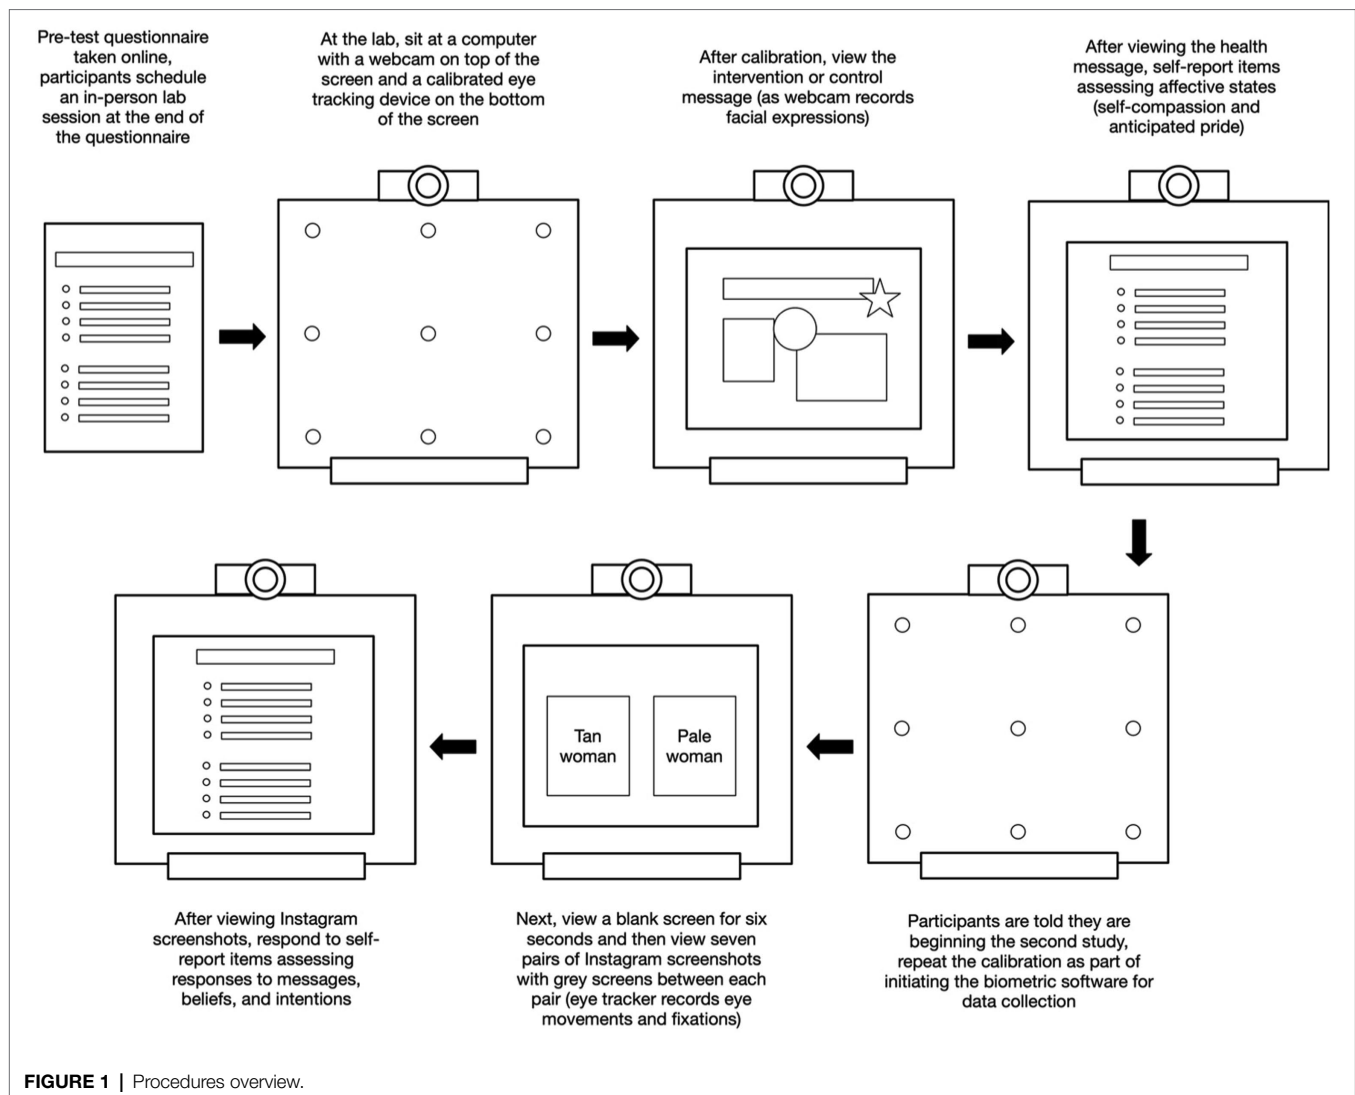 Pre-test questionnaire
taken online,
participants schedule
an in-person lab
session at the end of
the questionnaire
At the lab, sit at a computer
with a webcam on top of the
screen and a calibrated eye
tracking device on the bottom
of the screen
After calibration, view the
intervention or control
message (as webcam records
facial expressions)
After viewing the health
message, self-report items
assessing affective states
(self-compassion and
anticipated pride)
Tan
woman
Pale
woman
After viewing Instagram
screenshots, respond to self-
report items assessing
responses to messages,
beliefs, and intentions
Next, view a blank screen for six
seconds and then view seven
pairs of Instagram screenshots
with grey screens between each
pair (eye tracker records eye
movements and fixations)
Participants are told they are
beginning the second study,
repeat the calibration as part of
initiating the biometric software for
data collection
FIGURE 1 | Procedures overview.